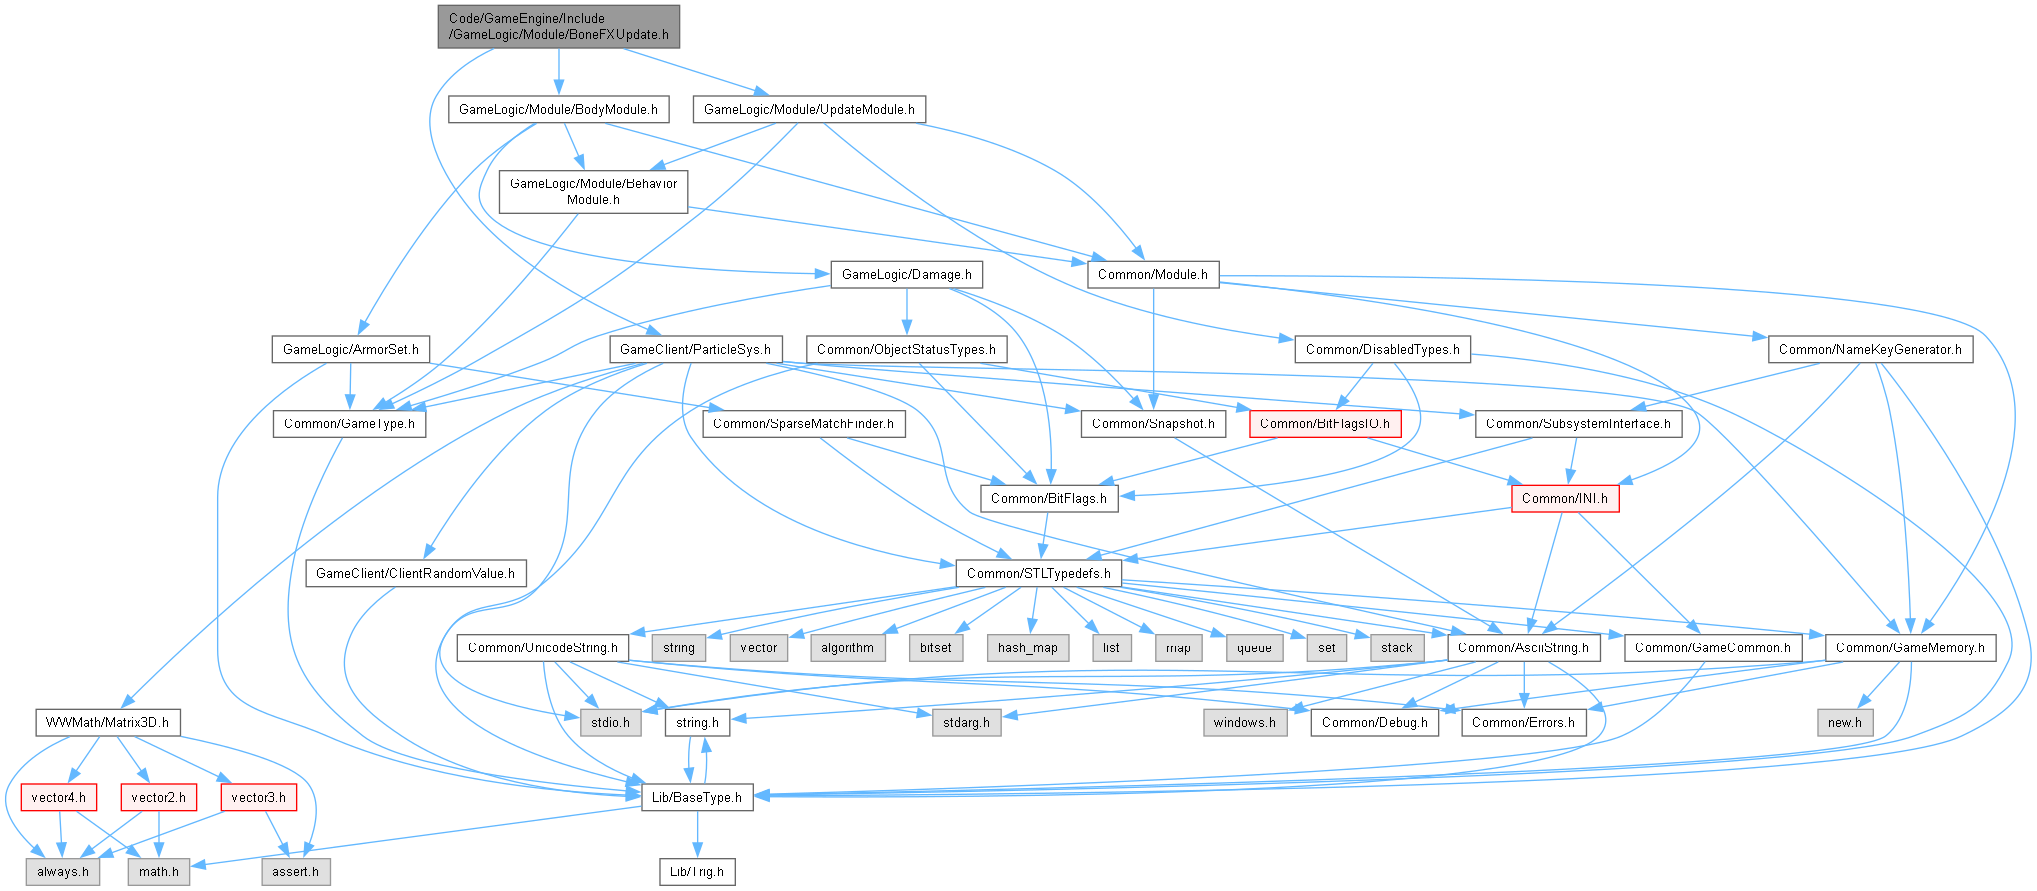 Code/GameEngine/Include
/GameLogic/Module/BoneFXUpdate.h
GameLogic/Module/BodyModule.h
GameLogic/Module/UpdateModule.h
GameLogic/Module/Behavior
Module.h
GameLogic/Damage.h
Common/Module.h
GameLogic/ArmorSet.h
GameClient/ParticleSys.h
Common/ObjectStatusTypes.h
Common/DisabledTypes.h
Common/NameKeyGenerator.h
Common/GameType.h
Common/SparseMatchFinder.h
Common/Snapshot.h
Common/BitFlagsIO.h
Common/SubsystemInterface.h
Common/BitFlags.h
Common/INI.h
GameClient/ClientRandomValue.h
Common/STLTypedefs.h
Common/UnicodeString.h
string
vector
algorithm
bitset
hash_map
list
map
queue
set
stack
Common/AsciiString.h
Common/GameCommon.h
Common/GameMemory.h
WWMath/Matrix3D.h
stdio.h
string.h
stdarg.h
windows.h
Common/Debug.h
Common/Errors.h
new.h
vector4.h
vector2.h
vector3.h
Lib/BaseType.h
always.h
math.h
assert.h
Lib/Trig.h